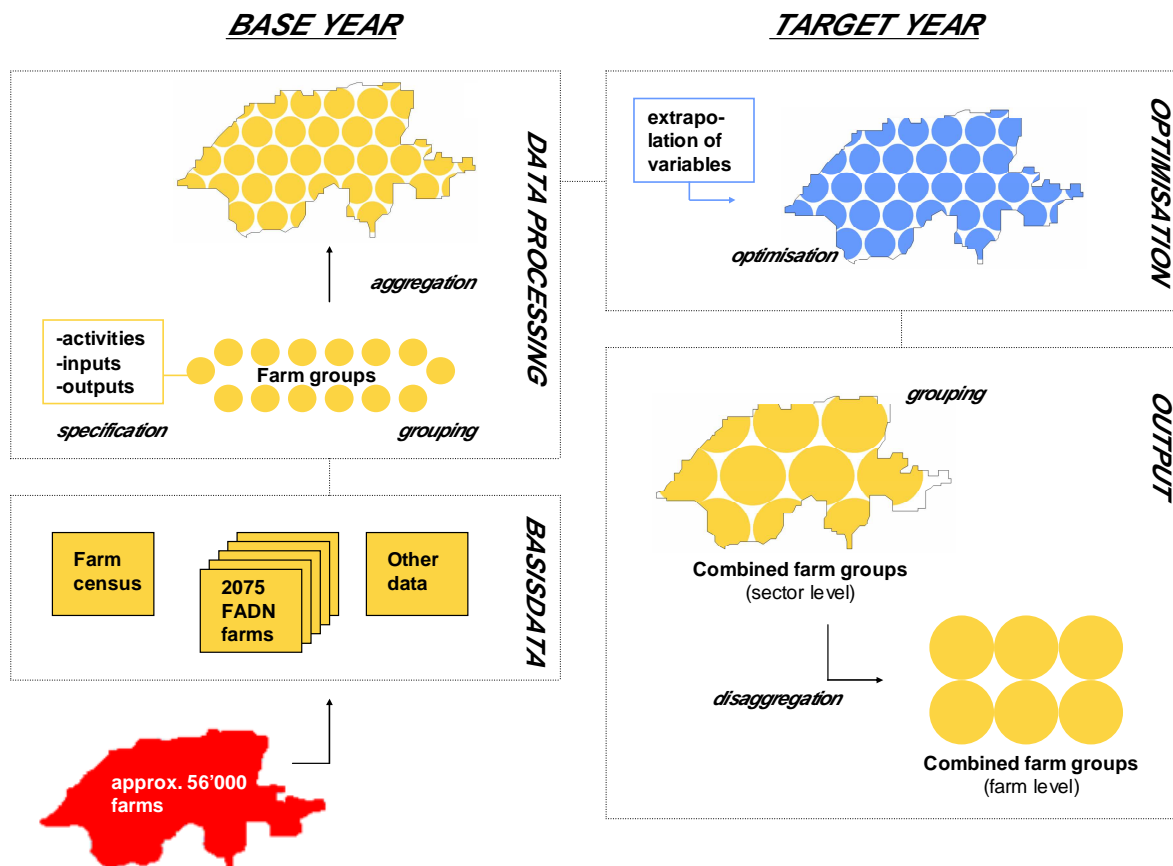 BASE YEAR
DATA PROCESSING
aggregation
-activities
-inputs
-outputs
Farm groups
specification
grouping
BASISDATA
Farm
census
2075
FADN
farms
Other
data
approx. 56'000
farms
TARGET YEAR
OPTIMISATION
extrapo-
lation of
variables
optimisation
OUTPUT
grouping
Combined farm groups
(sector level)
disaggregation
Combined farm groups
(farm level)